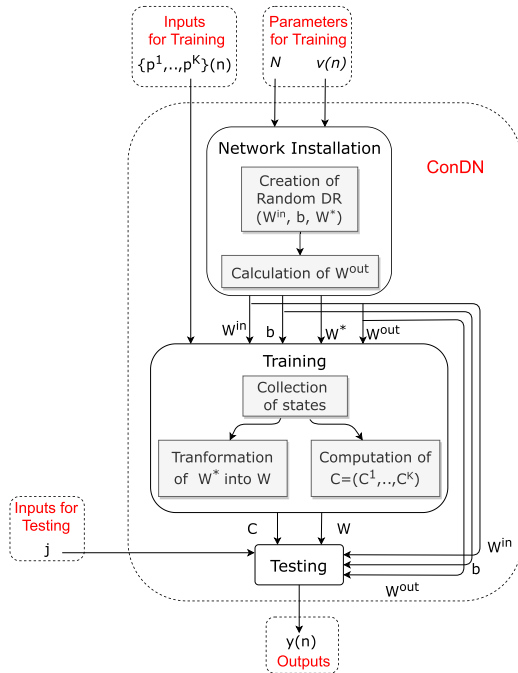 Inputs
for Training
{p¹,..,pᴷ}(n)
Parameters
for Training
N
v(n)
ConDN
Network Installation
Creation of
Random DR
(Wⁱⁿ, b, W*)
Calculation of Wᵒᵘᵗ
Wⁱⁿ
b
W*
Wᵒᵘᵗ
Training
Collection
of states
Tranformation
of W* into W
Computation of
C=(C¹,..,Cᴷ)
Inputs for
Testing
j
C
W
Testing
Wⁱⁿ
b
Wᵒᵘᵗ
y(n)
Outputs